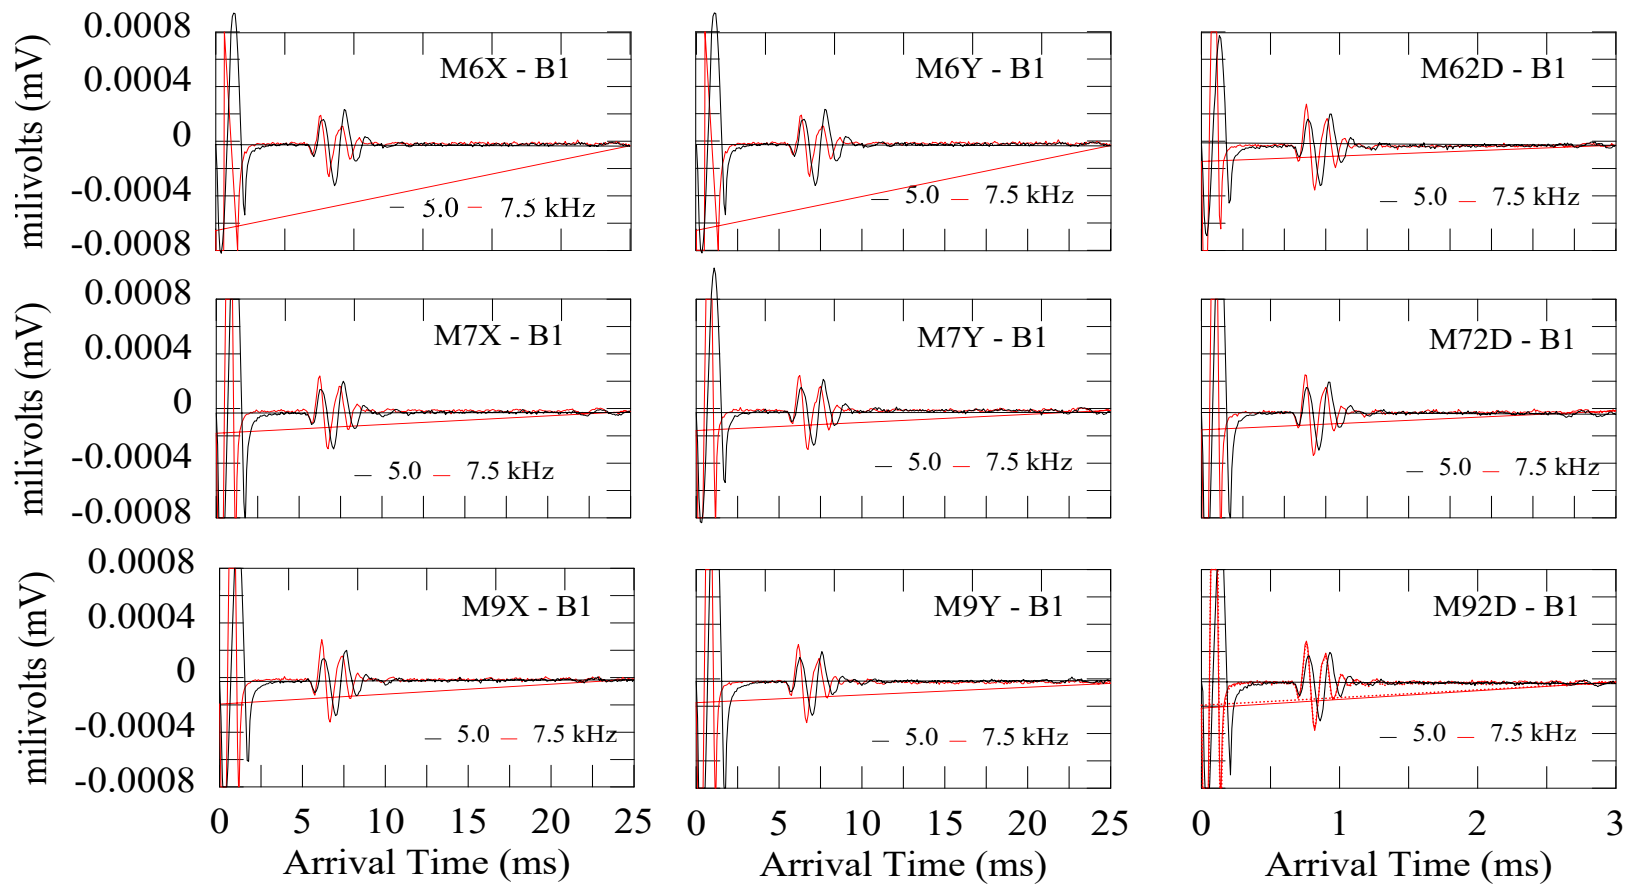 0.0008
0.0004
0
-0.0004
-0.0008
milivolts (mV)
M6X - B1
5.0 7.5 kHz
M6Y - B1
5.0 7.5 kHz
M62D - B1
5.0 7.5 kHz
0.0008
0.0004
0
-0.0004
-0.0008
milivolts (mV)
M7X - B1
5.0 7.5 kHz
M7Y - B1
5.0 7.5 kHz
M72D - B1
5.0 7.5 kHz
0.0008
0.0004
0
-0.0004
-0.0008
milivolts (mV)
M9X - B1
5.0 7.5 kHz
M9Y - B1
5.0 7.5 kHz
M92D - B1
5.0 7.5 kHz
0 5 10 15 20 25
Arrival Time (ms)
0 5 10 15 20 25
Arrival Time (ms)
0 1 2 3
Arrival Time (ms)